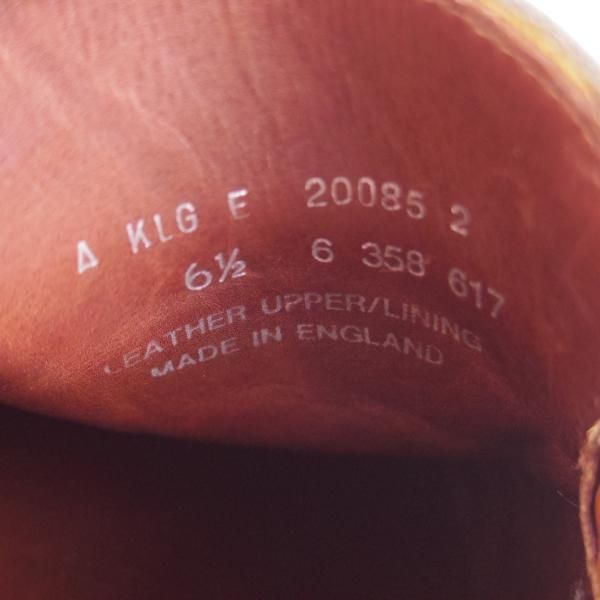 A KLG E 20085 2
6½ 6 358 617
LEATHER UPPER/LINING
MADE IN ENGLAND